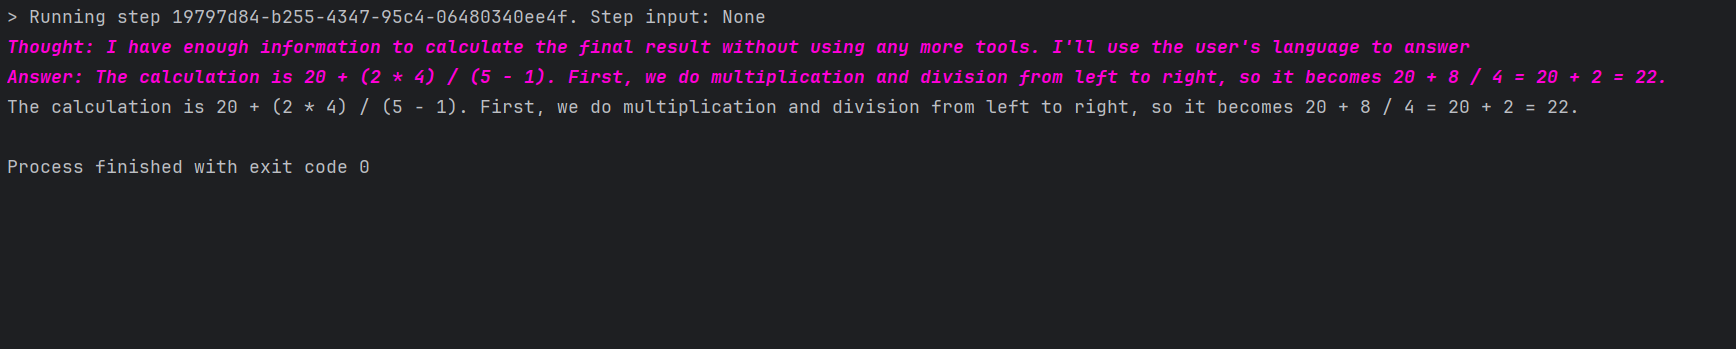 > Running step 19797d84-b255-4347-95c4-06480340ee4f. Step input: None
Thought: I have enough information to calculate the final result without using any more tools. I'll use the user's language to answer
Answer: The calculation is 20 + (2 * 4) / (5 - 1). First, we do multiplication and division from left to right, so it becomes 20 + 8 / 4 = 20 + 2 = 22.
The calculation is 20 + (2 * 4) / (5 - 1). First, we do multiplication and division from left to right, so it becomes 20 + 8 / 4 = 20 + 2 = 22.
Process finished with exit code 0